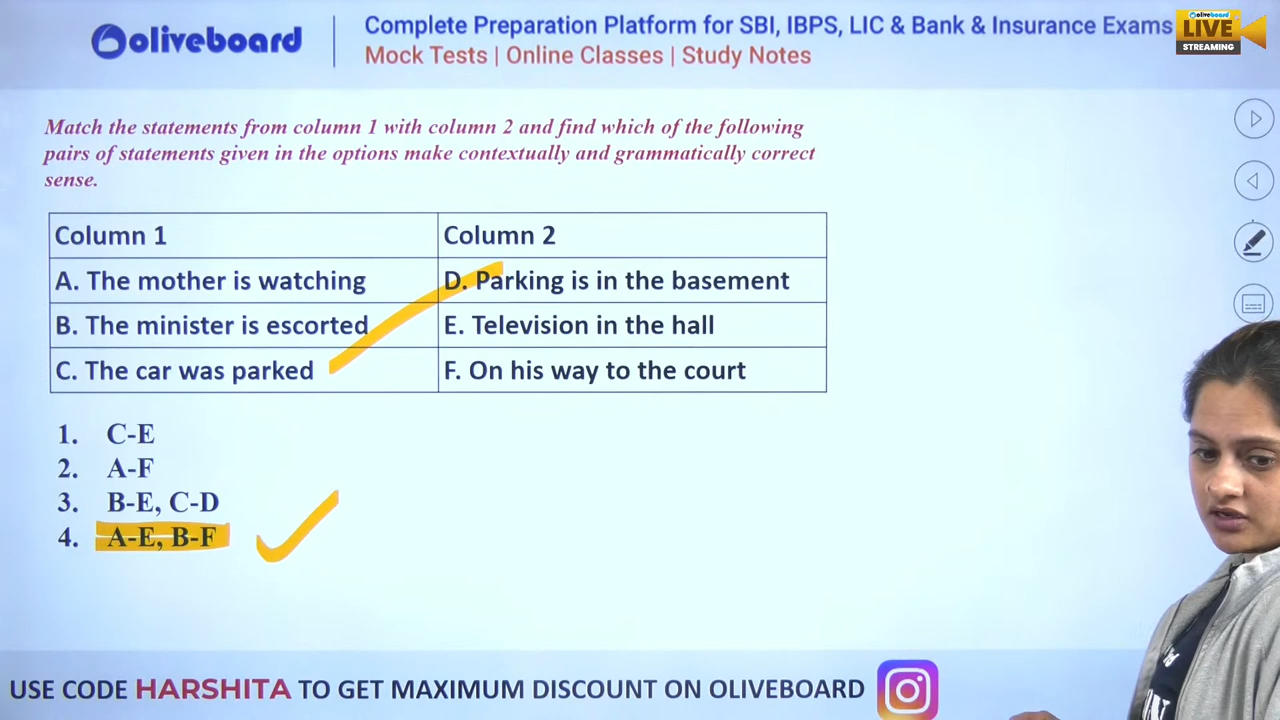 oliveboard
Complete Preparation Platform for SBI, IBPS, LIC & Bank & Insurance Exams
Mock Tests | Online Classes | Study Notes
oliveboard
LIVE
STREAMING
Match the statements from column 1 with column 2 and find which of the following
pairs of statements given in the options make contextually and grammatically correct
sense.
Column 1
Column 2
A. The mother is watching
D. Parking is in the basement
B. The minister is escorted
E. Television in the hall
C. The car was parked
F. On his way to the court
1. C-E
2. A-F
3. B-E, C-D
4. A-E, B-F
USE CODE HARSHITA TO GET MAXIMUM DISCOUNT ON OLIVEBOARD